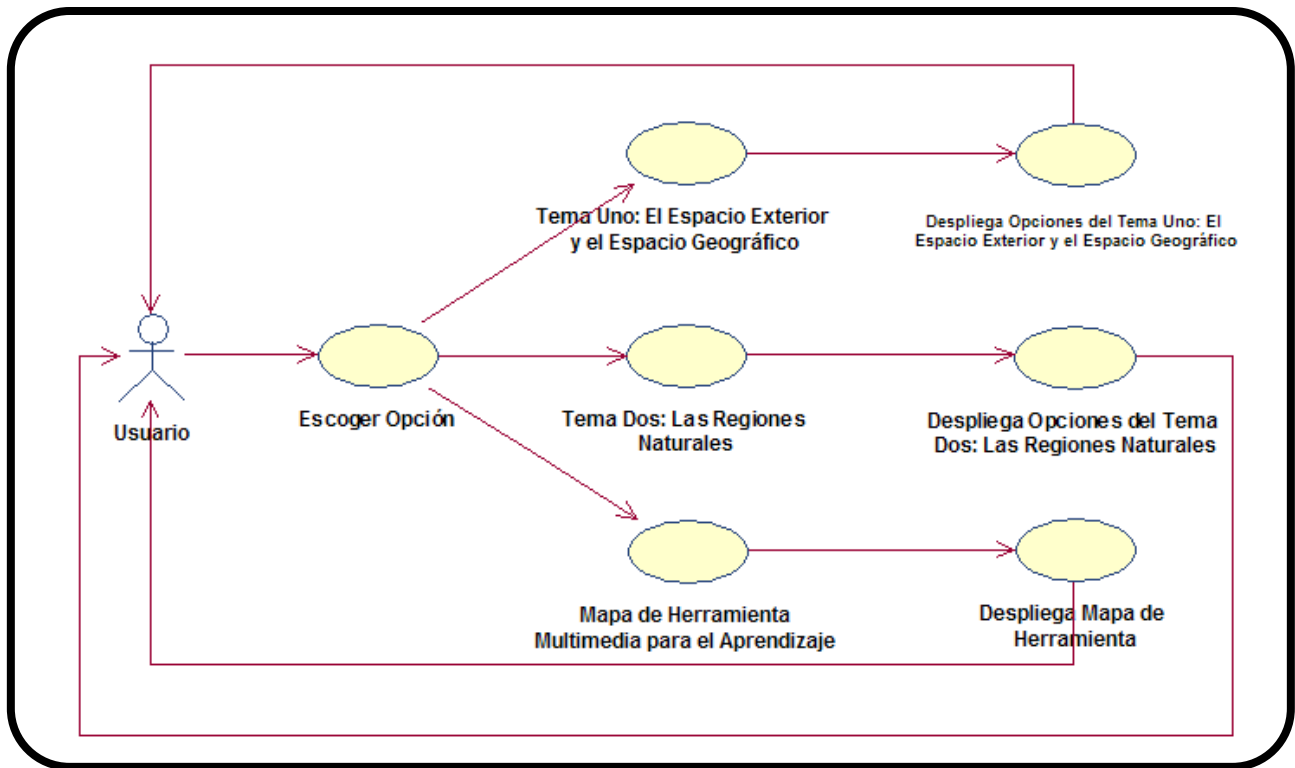 Tema Uno: El Espacio Exterior
y el Espacio Geográfico
Despliega Opciones del Tema Uno: El
Espacio Exterior y el Espacio Geográfico
Usuario
Escoger Opción
Tema Dos: Las Regiones
Naturales
Despliega Opciones del Tema
Dos: Las Regiones Naturales
Mapa de Herramienta
Multimedia para el Aprendizaje
Despliega Mapa de
Herramienta